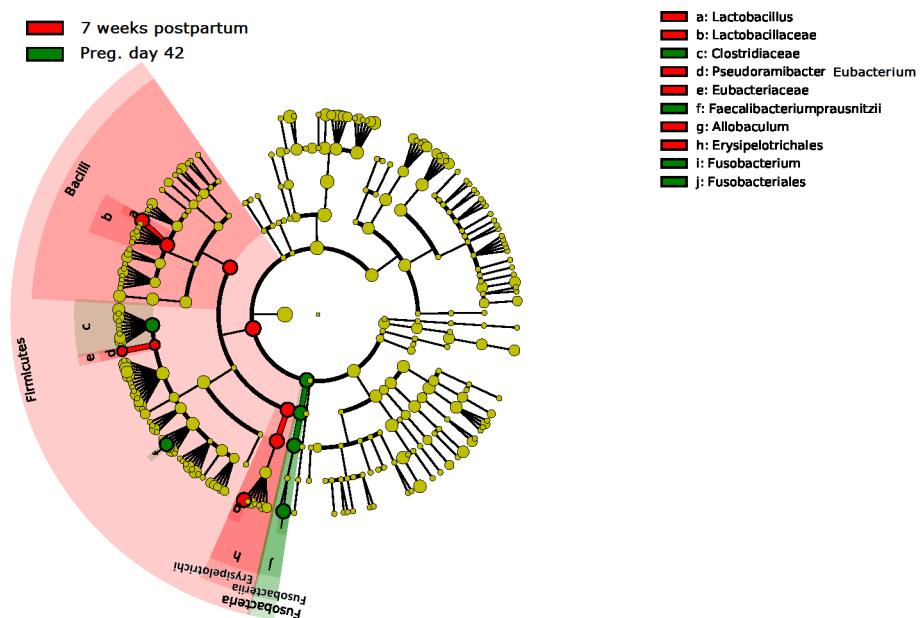 7 weeks postpartum
Preg. day 42
a: Lactobacillus
b: Lactobacillaceae
c: Clostridiaceae
d: Pseudoramibacter Eubacterium
e: Eubacteriaceae
f: Faecalibacteriumprausnitzii
g: Allobaculum
h: Erysipelotrichales
i: Fusobacterium
j: Fusobacteriales
Bacilli
a
b
c
d
e
Firmicutes
f
g
h
j
Erysipelotrichi
Fusobacteriia
Fusobacteria